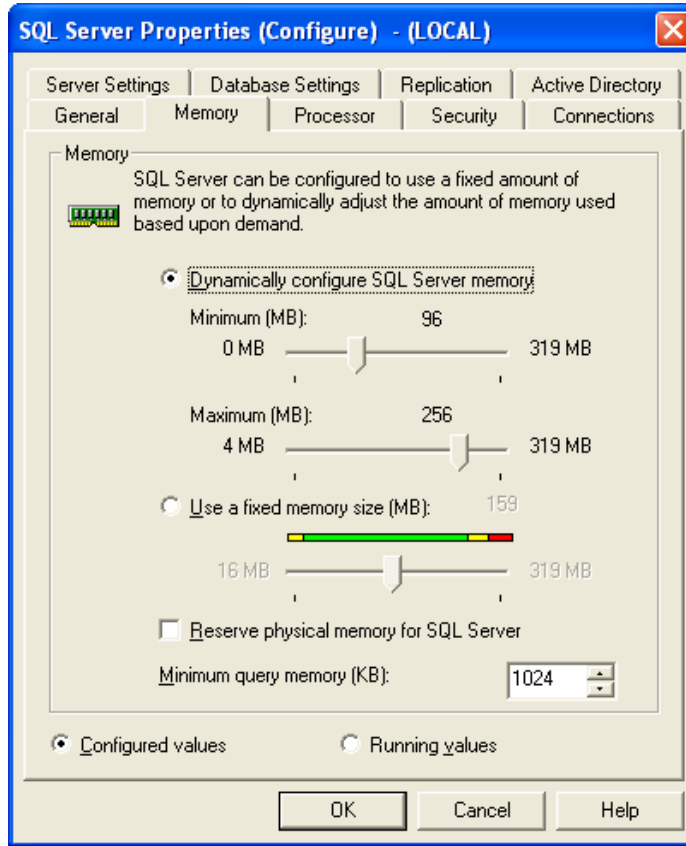 SQL Server Properties (Configure) - (LOCAL)
Server Settings Database Settings Replication Active Directory
General Memory Processor Security Connections
Memory
SQL Server can be configured to use a fixed amount of
memory or to dynamically adjust the amount of memory used
based upon demand.
Dynamically configure SQL Server memory
Minimum (MB): 96
0 MB 319 MB
Maximum (MB): 256
4 MB 319 MB
Use a fixed memory size (MB): 159
16 MB 319 MB
Reserve physical memory for SQL Server
Minimum query memory (KB): 1024
Configured values Running values
OK Cancel Help